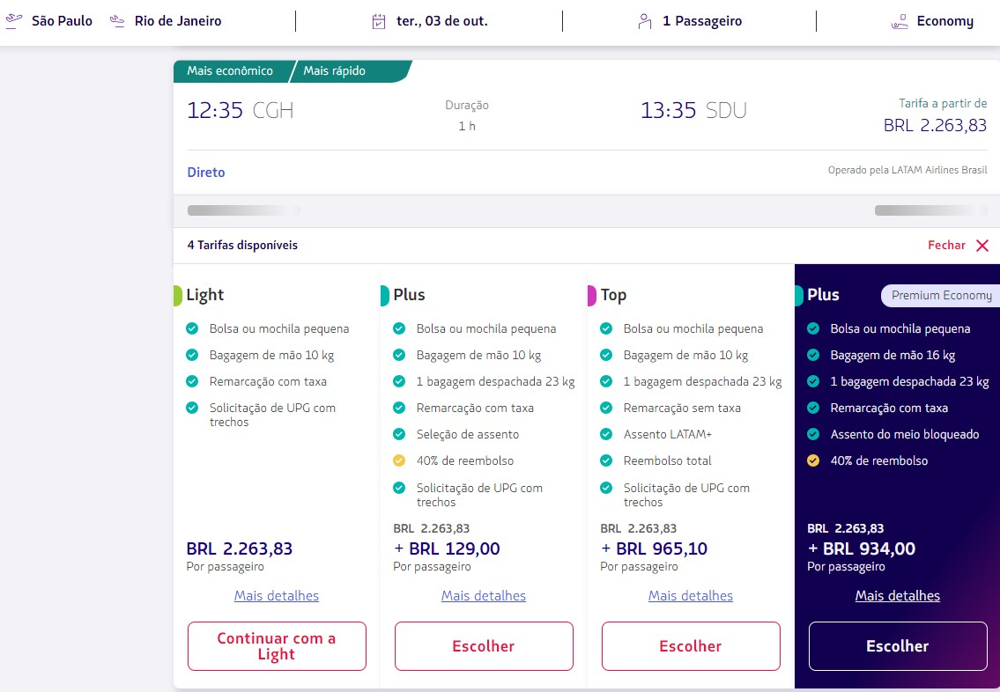 São Paulo Rio de Janeiro ter., 03 de out. 1 Passageiro Economy
Mais econômico Mais rápido
12:35 CGH
Duração
1 h
13:35 SDU
Tarifa a partir de
BRL 2.263,83
Direto
Operado pela LATAM Airlines Brasil
4 Tarifas disponíveis
Fechar
Light
Bolsa ou mochila pequena
Bagagem de mão 10 kg
Remarcação com taxa
Solicitação de UPG com
trechos
BRL 2.263,83
Por passageiro
Mais detalhes
Continuar com a
Light
Plus
Bolsa ou mochila pequena
Bagagem de mão 10 kg
1 bagagem despachada 23 kg
Remarcação com taxa
Seleção de assento
40% de reembolso
Solicitação de UPG com
trechos
BRL 2.263,83
+ BRL 129,00
Por passageiro
Mais detalhes
Escolher
Top
Bolsa ou mochila pequena
Bagagem de mão 10 kg
1 bagagem despachada 23 kg
Remarcação sem taxa
Assento LATAM+
Reembolso total
Solicitação de UPG com
trechos
BRL 2.263,83
+ BRL 965,10
Por passageiro
Mais detalhes
Escolher
Plus
Premium Economy
Bolsa ou mochila pequena
Bagagem de mão 16 kg
1 bagagem despachada 23 kg
Remarcação com taxa
Assento do meio bloqueado
40% de reembolso
BRL 2.263,83
+ BRL 934,00
Por passageiro
Mais detalhes
Escolher